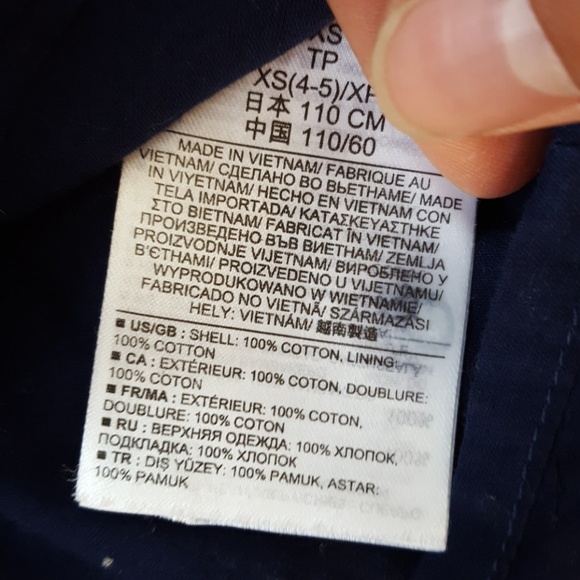 XS
TP
XS(4-5)/XP
日本 110 CM
中国 110/60
MADE IN VIETNAM/ FABRIQUE AU
VIETNAM/ СДЕЛАНО ВО ВЬЕТНАМЕ/ MADE
IN VIYETNAM/ HECHO EN VIETNAM CON
TELA IMPORTADA/ ΚΑΤΑΣΚΕΥΑΣΤΗΚΕ
ΣΤΟ ΒΙΕΤΝΑΜ/ FABRICAT ÎN VIETNAM/
ПРОИЗВЕДЕНО ВЪВ ВИЕТНАМ/ ZEMLJA
PROIZVODNJE VIJETNAM/ ВИРОБЛЕНО У
В'ЄТНАМІ/ PROIZVEDENO U VIJETNAMU/
WYPRODUKOWANO W WIETNAMIE/
FABRICADO NO VIETNÃ/ SZÁRMAZÁSI
HELY: VIETNÁM/ 越南製造
■ US/GB : SHELL: 100% COTTON, LINING:
100% COTTON
■ CA : EXTÉRIEUR: 100% COTON, DOUBLURE:
100% COTON
■ FR/MA : EXTÉRIEUR: 100% COTON,
DOUBLURE: 100% COTON
■ RU : ВЕРХНЯЯ ОДЕЖДА: 100% ХЛОПОК,
ПОДКЛАДКА: 100% ХЛОПОК
■ TR : DIŞ YÜZEY: 100% PAMUK, ASTAR:
100% PAMUK